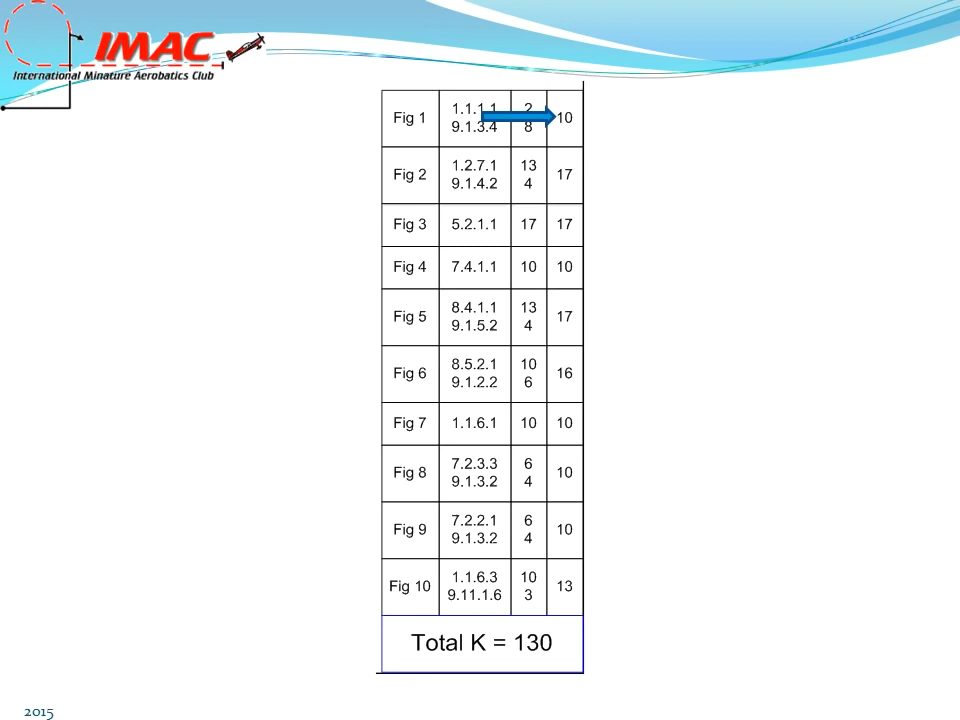 IMAC
International Minature Aerobatics Club
Fig 1 1.1.1.1 2 10
9.1.3.4 8
Fig 2 1.2.7.1 13 17
9.1.4.2 4
Fig 3 5.2.1.1 17 17
Fig 4 7.4.1.1 10 10
Fig 5 8.4.1.1 13 17
9.1.5.2 4
Fig 6 8.5.2.1 10 16
9.1.2.2 6
Fig 7 1.1.6.1 10 10
Fig 8 7.2.3.3 6 10
9.1.3.2 4
Fig 9 7.2.2.1 6 10
9.1.3.2 4
Fig 10 1.1.6.3 10 13
9.11.1.6 3
Total K = 130
2015